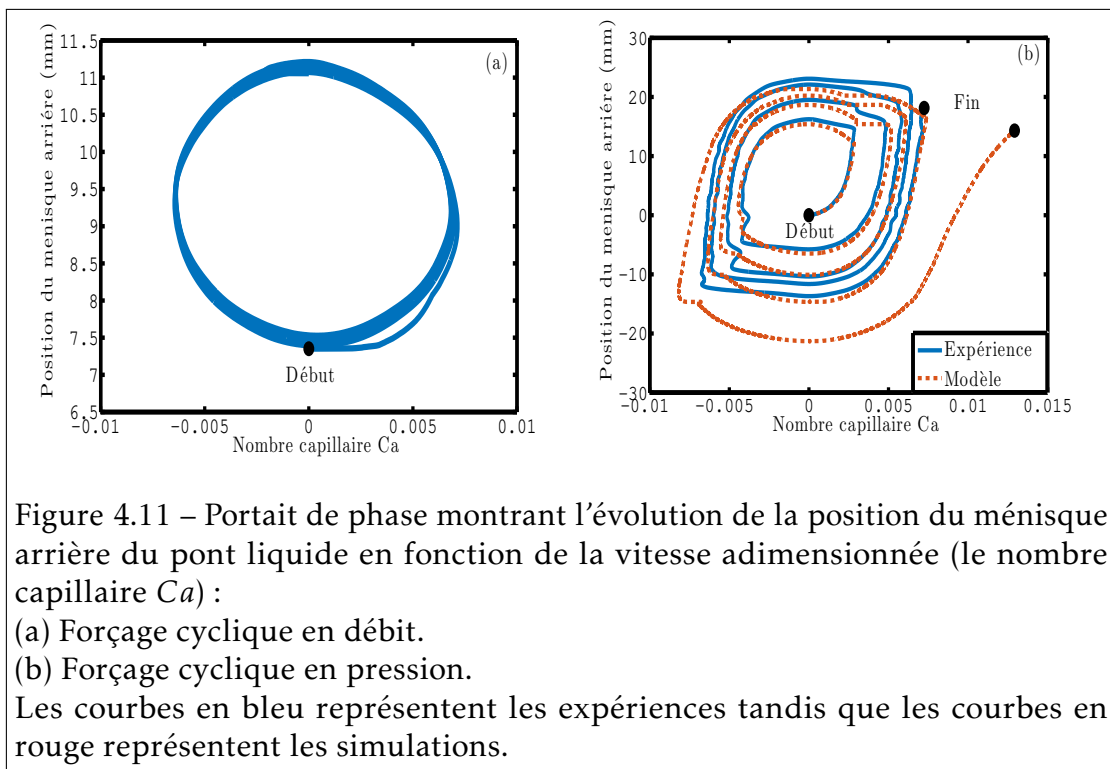 Position du menisque arriére (mm)
11.5
11
10.5
10
9.5
9
8.5
8
7.5
7
6.5
(a)
Début
-0.01
-0.005
0
0.005
0.01
Nombre capillaire Ca
Position du menisque arriére (mm)
30
20
10
0
-10
-20
-30
(b)
Fin
Début
Expérience
Modèle
-0.01
-0.005
0
0.005
0.01
0.015
Nombre capillaire Ca
Figure 4.11 – Portait de phase montrant l'évolution de la position du ménisque
arrière du pont liquide en fonction de la vitesse adimensionnée (le nombre
capillaire Ca) :
(a) Forçage cyclique en débit.
(b) Forçage cyclique en pression.
Les courbes en bleu représentent les expériences tandis que les courbes en
rouge représentent les simulations.